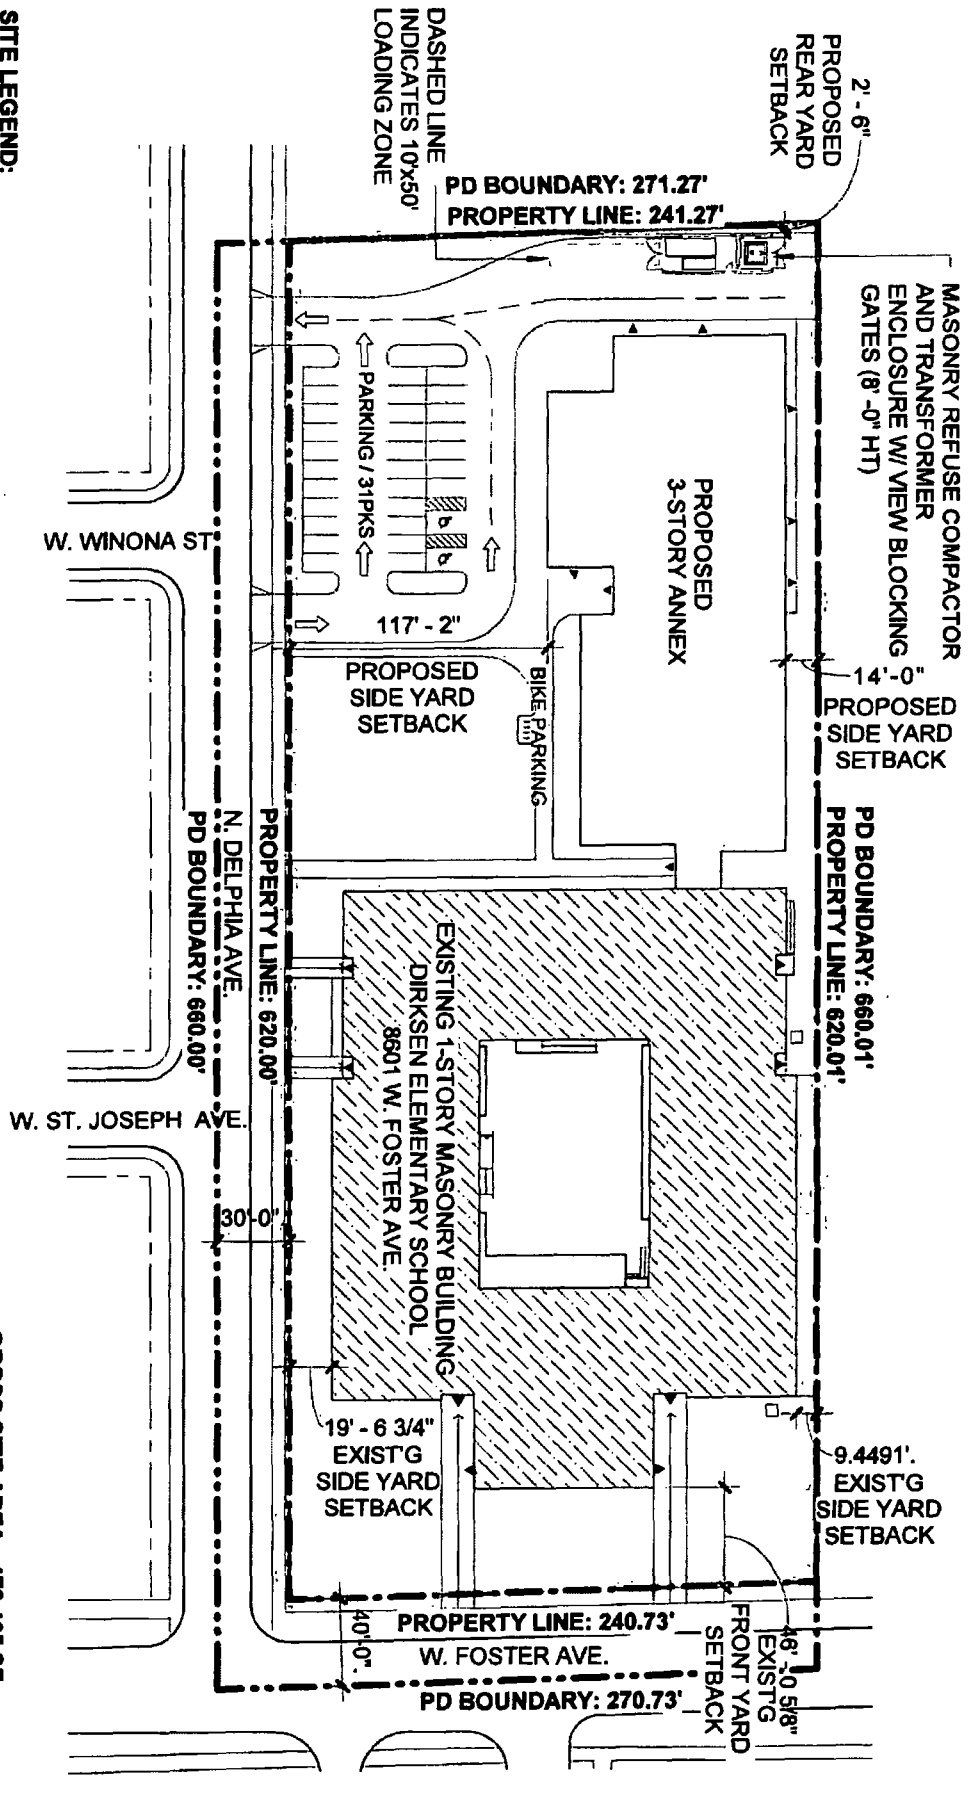 SITE LEGEND:
DASHED LINE
INDICATES 10'x50'
LOADING ZONE
2' - 6"
PROPOSED
REAR YARD
SETBACK
PD BOUNDARY: 271.27'
PROPERTY LINE: 241.27'
MASONRY REFUSE COMPACTOR
AND TRANSFORMER
ENCLOSURE W/ VIEW BLOCKING
GATES (8' -0" HT)
PARKING / 31PKS
PROPOSED
3-STORY ANNEX
W. WINONA ST.
117' - 2"
PROPOSED
SIDE YARD
SETBACK
BIKE PARKING
14'-0"
PROPOSED
SIDE YARD
SETBACK
PD BOUNDARY: 660.01'
PROPERTY LINE: 620.01'
PROPERTY LINE: 620.00'
N. DELPHIA AVE.
PD BOUNDARY: 660.00'
EXISTING 1-STORY MASONRY BUILDING
DIRKSEN ELEMENTARY SCHOOL
8601 W. FOSTER AVE.
W. ST. JOSEPH AVE.
30'-0"
19' - 6 3/4"
EXIST'G
SIDE YARD
SETBACK
9.4491'.
EXIST'G
SIDE YARD
SETBACK
46' - 0 5/8"
EXIST'G
FRONT YARD
SETBACK
40'-0".
PROPERTY LINE: 240.73'
W. FOSTER AVE.
PD BOUNDARY: 270.73'